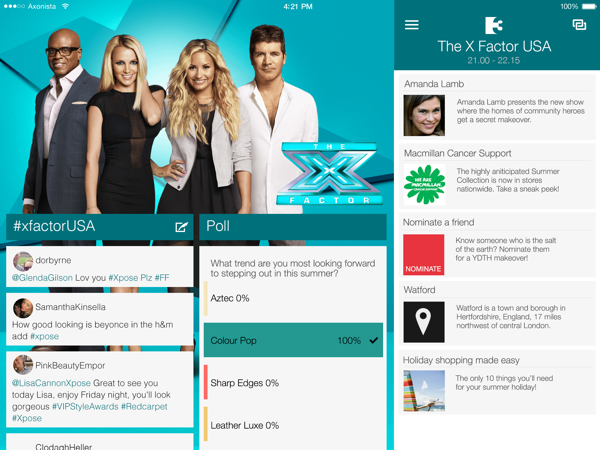 Axonista
4:21 PM
100%
THE
X
FACTOR
#xfactorUSA
dorbyrne
@GlendaGilson Lov you #Xpose Plz #FF
SamanthaKinsella
How good looking is beyonce in the h&m
add #xpose
PinkBeautyEmpor
@LisaCannonXpose Great to see you
today Lisa, enjoy Friday night, you'll look
gorgeous #VIPStyleAwards #Redcarpet
#Xpose
ClodaghHeller
Poll
What trend are you most looking forward
to stepping out in this summer?
Aztec 0%
Colour Pop 100%
Sharp Edges 0%
Leather Luxe 0%
3
The X Factor USA
21.00 - 22.15
Amanda Lamb
Amanda Lamb presents the new show
where the homes of community heroes
get a secret makeover.
Macmillan Cancer Support
WE ARE
MACMILLAN.
CANCER SUPPORT
The highly aniticipated Summer
Collection is now in stores
nationwide. Take a sneak peek!
Nominate a friend
NOMINATE
Know someone who is the salt
of the earth? Nominate them
for a YDTH makeover!
Watford
Watford is a town and borough in
Hertfordshire, England, 17 miles
northwest of central London.
Holiday shopping made easy
The only 10 things you'll need
for your summer holiday!